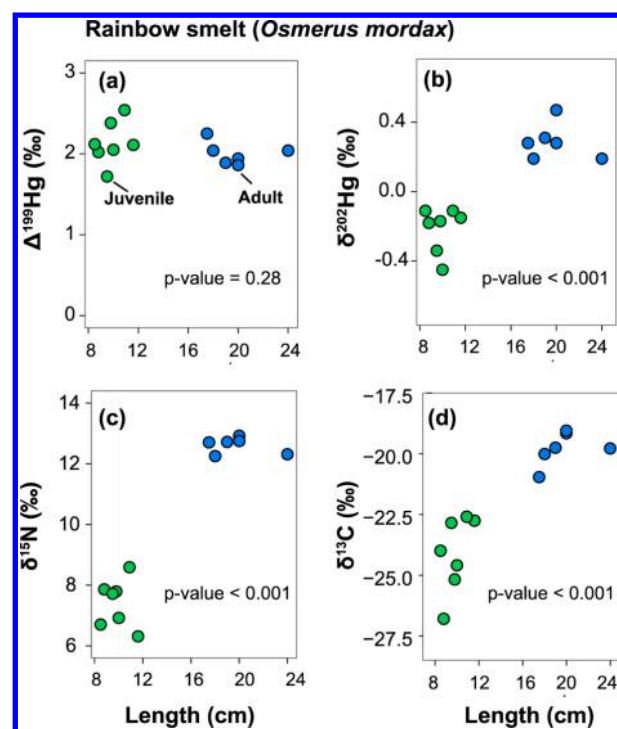 Rainbow smelt (Osmerus mordax)
(a)
Δ¹⁹⁹Hg (‰)
3
2
1
0
Juvenile
Adult
p-value = 0.28
8 12 16 20 24
(b)
δ²⁰²Hg (‰)
0.4
0.0
-0.4
p-value < 0.001
8 12 16 20 24
(c)
δ¹⁵N (‰)
14
12
10
8
6
p-value < 0.001
8 12 16 20 24
Length (cm)
(d)
δ¹³C (‰)
−17.5
−20.0
−22.5
−25.0
−27.5
p-value < 0.001
8 12 16 20 24
Length (cm)